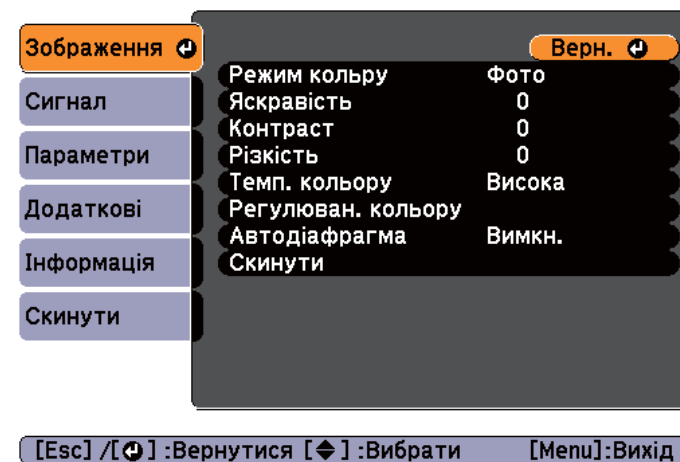 Зображення
Сигнал
Параметри
Додаткові
Інформація
Скинути
Верн.
Режим кольру Фото
Яскравість 0
Контраст 0
Різкість 0
Темп. кольору Висока
Регулюван. кольору
Автодіафрагма Вимкн.
Скинути
[Esc] /[⏎] :Вернутися [◆] :Вибрати [Menu]:Вихід